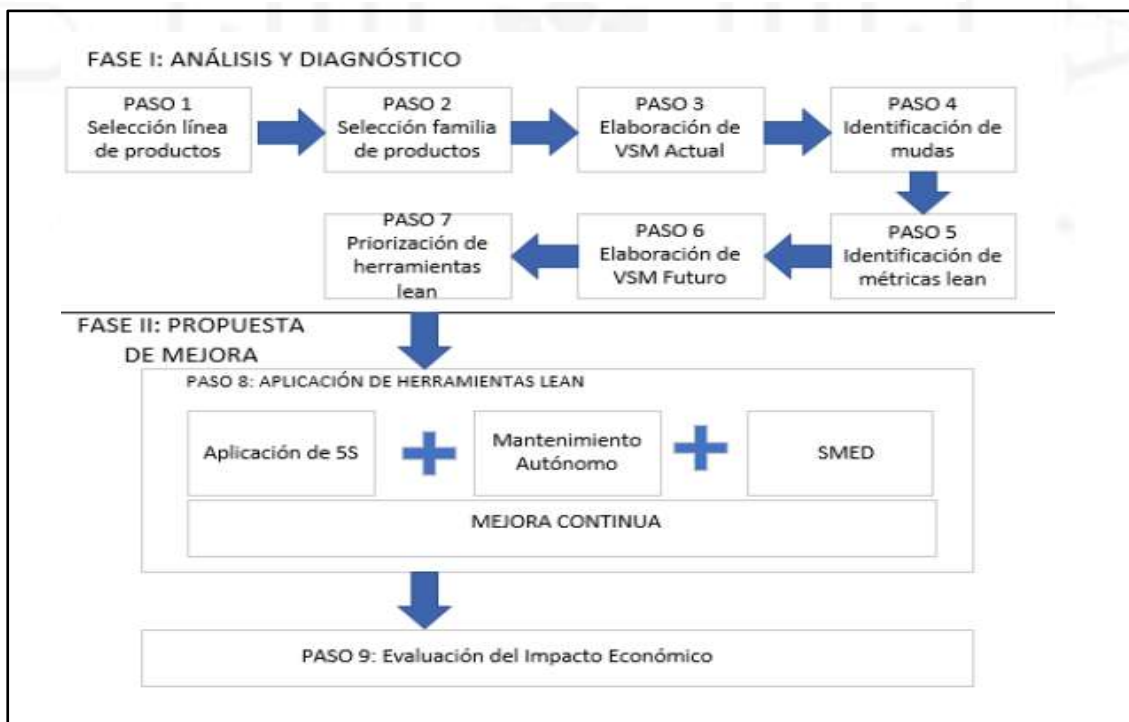 FASE I: ANÁLISIS Y DIAGNÓSTICO
PASO 1
Selección línea
de productos
PASO 2
Selección familia
de productos
PASO 3
Elaboración de
VSM Actual
PASO 4
Identificación de
mudas
PASO 5
Identificación de
métricas lean
PASO 6
Elaboración de
VSM Futuro
PASO 7
Priorización de
herramientas
lean
FASE II: PROPUESTA
DE MEJORA
PASO 8: APLICACIÓN DE HERRAMIENTAS LEAN
Aplicación de 5S
Mantenimiento
Autónomo
SMED
MEJORA CONTINUA
PASO 9: Evaluación del Impacto Económico